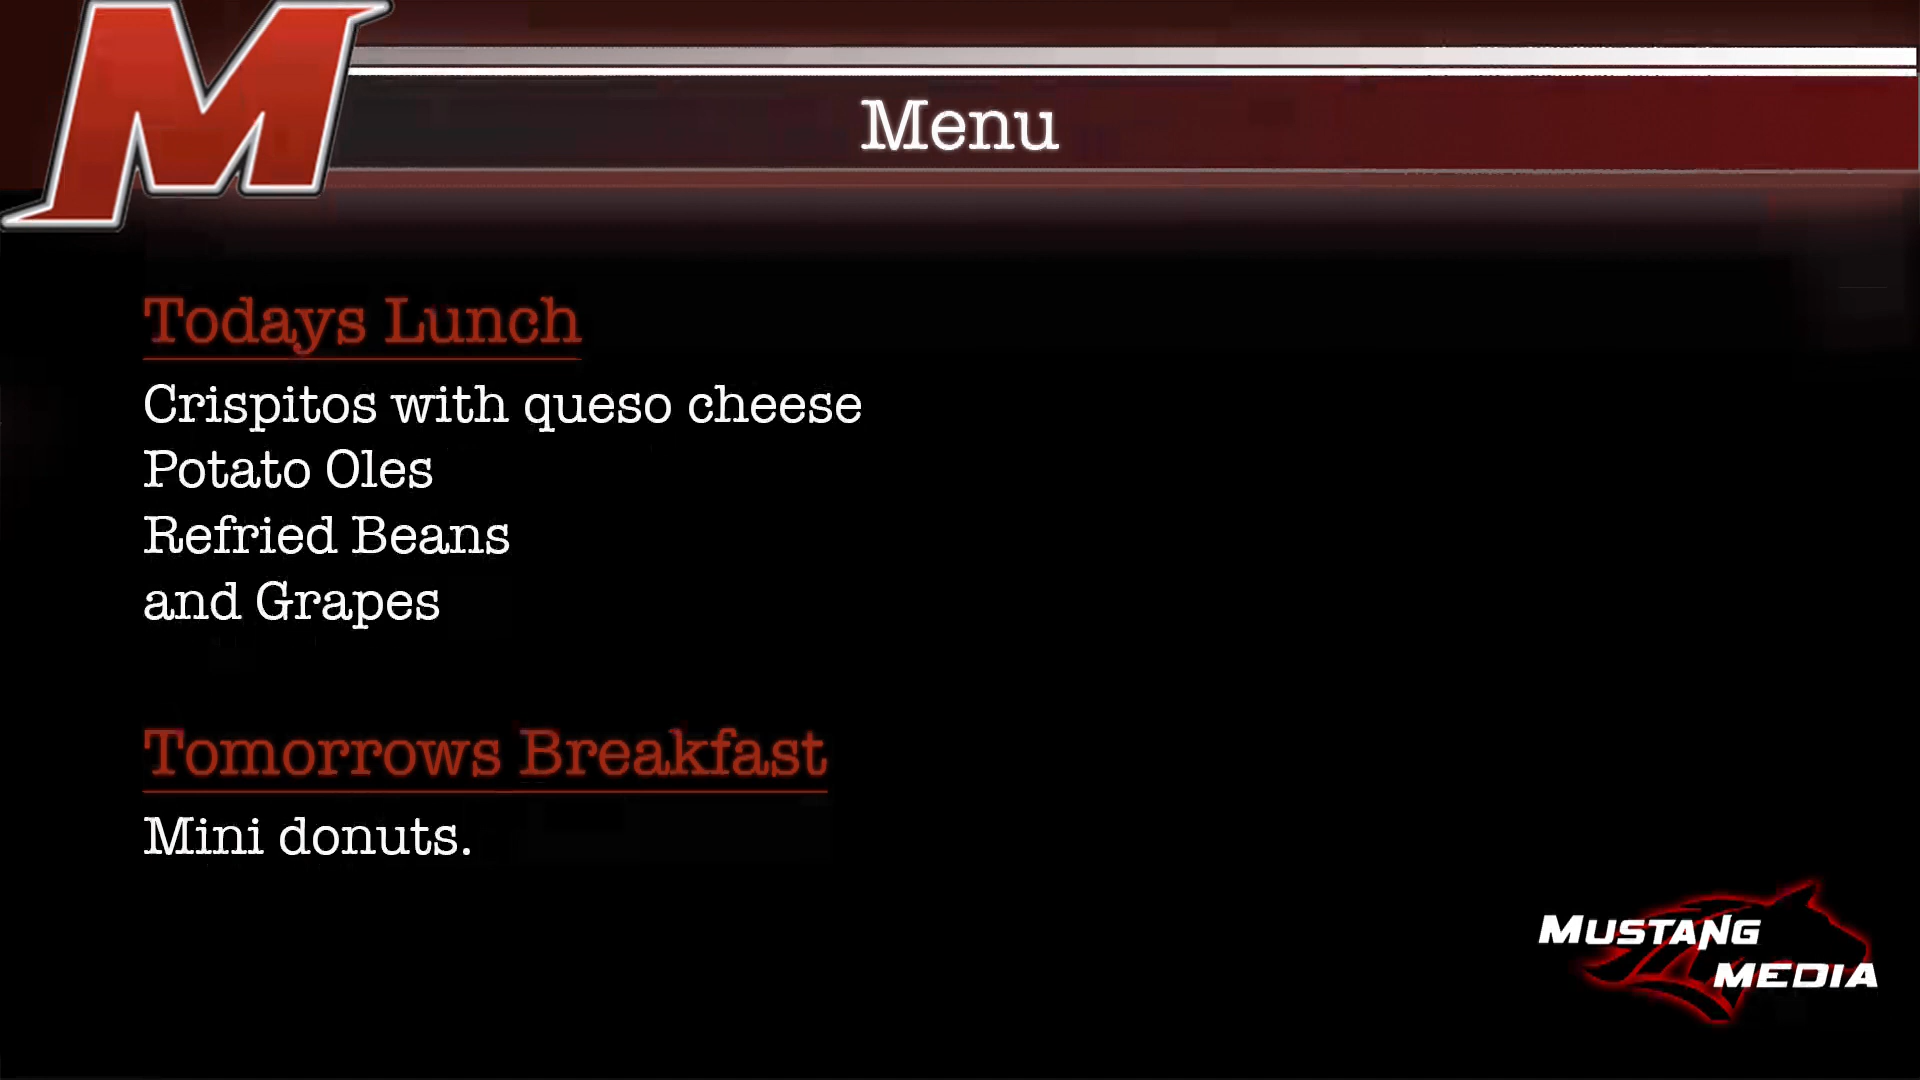 M
Menu
Todays Lunch
Crispitos with queso cheese
Potato Oles
Refried Beans
and Grapes
Tomorrows Breakfast
Mini donuts.
MUSTANG
MEDIA